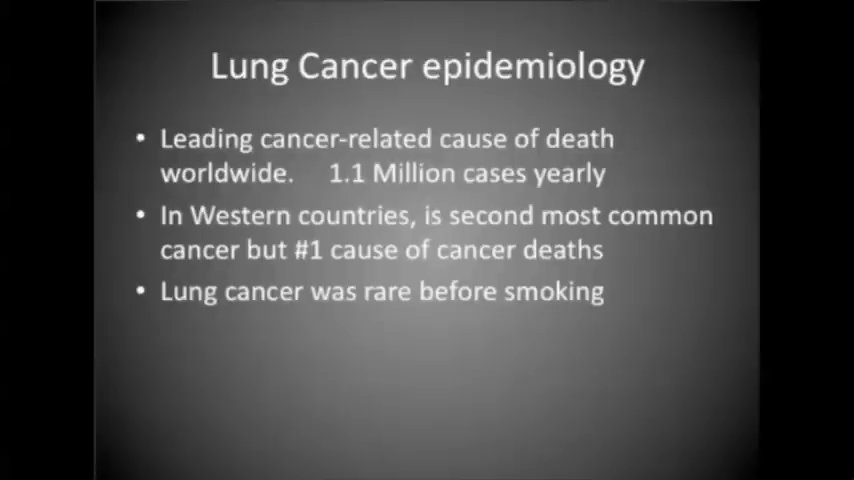 Lung Cancer epidemiology
• Leading cancer-related cause of death
worldwide. 1.1 Million cases yearly
• In Western countries, is second most common
cancer but #1 cause of cancer deaths
• Lung cancer was rare before smoking